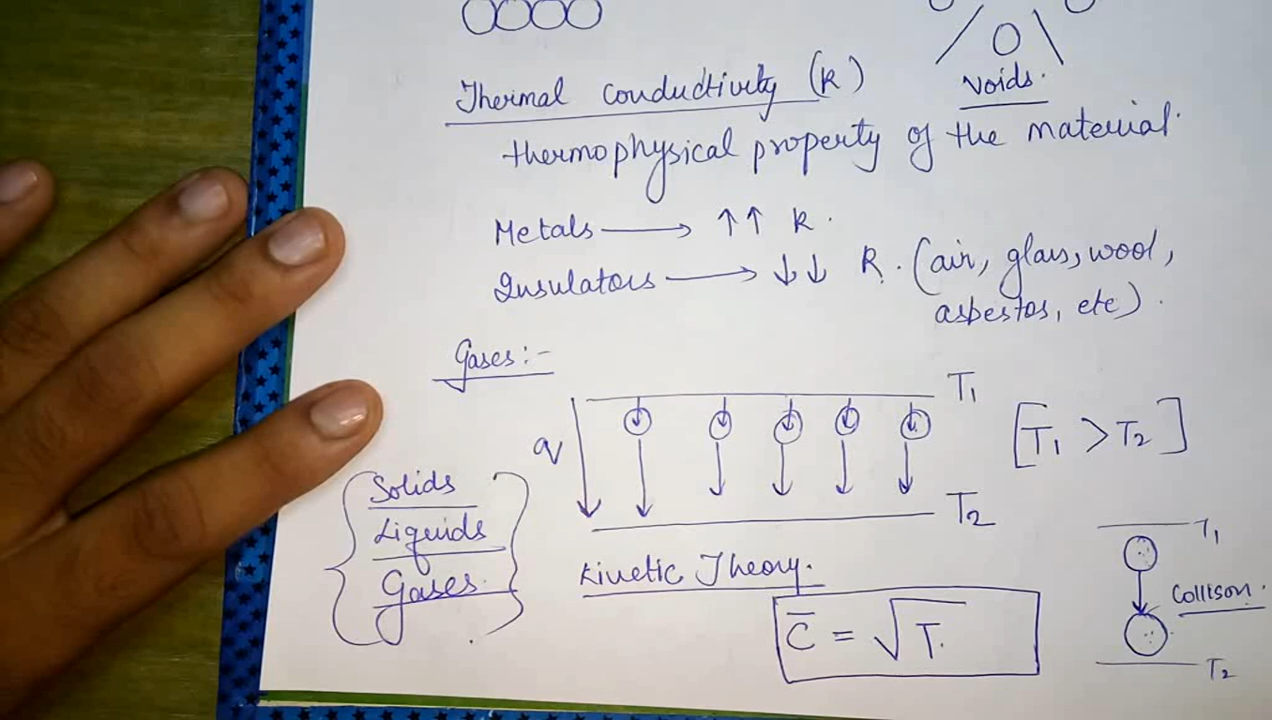 Voids.
Thermal conductivity (k)
thermophysical property of the material.
Metals → ↑↑ k.
Insulators → ↓↓ k. (air, glass, wool,
asbestos, etc).
Gases:-
T1
[T1 > T2]
q
T2
Solids
Liquids
Gases.
Kinetic Theory.
C̅ = √T.
T1
Collison.
T2